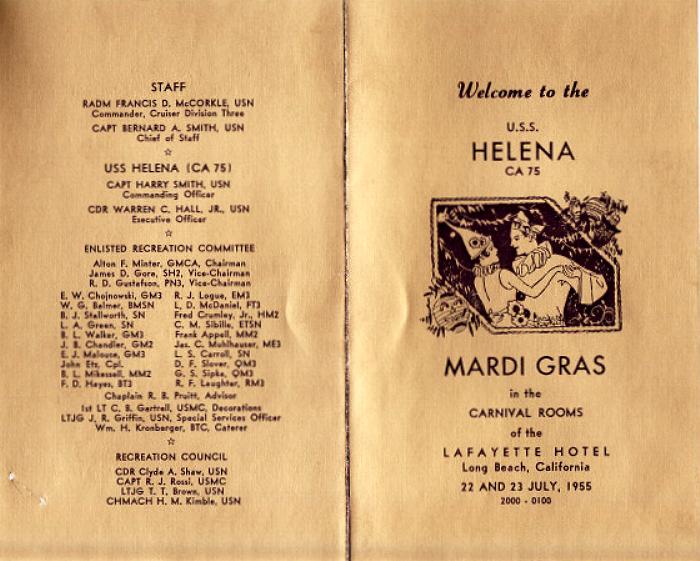 STAFF
RADM FRANCIS D. McCORKLE, USN
Commander, Cruiser Division Three
CAPT BERNARD A. SMITH, USN
Chief of Staff
☆
USS HELENA (CA 75)
CAPT HARRY SMITH, USN
Commanding Officer
CDR WARREN C. HALL, JR., USN
Executive Officer
☆
ENLISTED RECREATION COMMITTEE
Alton F. Minter, GMCA, Chairman
James D. Gore, SH2, Vice-Chairman
R. D. Gustafson, PN3, Vice-Chairman
E. W. Chojnowski, GM3
W. G. Balmer, BMSN
B. J. Stallworth, SN
L. A. Green, SN
B. L. Walker, GM3
J. B. Chandler, GM2
E. J. Malouse, GM3
John Etz, Cpl.
B. L. Mikesell, MM2
F. D. Hayes, BT3
R. J. Logue, EM3
L. D. McDaniel, FT3
Fred Crumley, Jr., HM2
C. M. Sibille, ETSN
Frank Appell, MM2
Jas. C. Muhlhauser, ME3
L. S. Carroll, SN
D. F. Slover, QM3
G. S. Sipka, QM3
R. F. Laughter, RM3
Chaplain R. B. Pruitt, Advisor
1st LT C. B. Gartrell, USMC, Decorations
LTJG J. R. Griffin, USN, Special Services Officer
Wm. H. Kronberger, BTC, Caterer
☆
RECREATION COUNCIL
CDR Clyde A. Shaw, USN
CAPT R. J. Rossi, USMC
LTJG T. T. Brown, USN
CHMACH H. M. Kimble, USN
Welcome to the
U.S.S.
HELENA
CA 75
MARDI GRAS
in the
CARNIVAL ROOMS
of the
LAFAYETTE HOTEL
Long Beach, California
22 AND 23 JULY, 1955
2000 - 0100